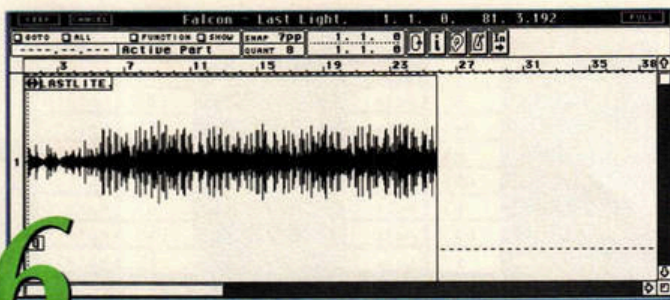 KEEP CANCEL Falcon - Last Light. 1. 1. 0, 81. 3.192 FULL
GOTO ALL FUNCTION SHOW SNAP 7pp 1. 1. 0
----.--.--- Active Part QUANT 8 1. 1. 0 i In
3 7 11 15 19 23 27 31 35 38
LASTLITE.
1
6